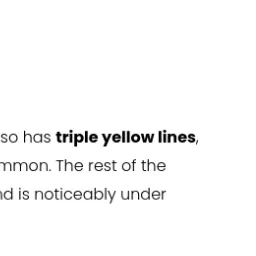 so has triple yellow lines,
mmon. The rest of the
nd is noticeably under